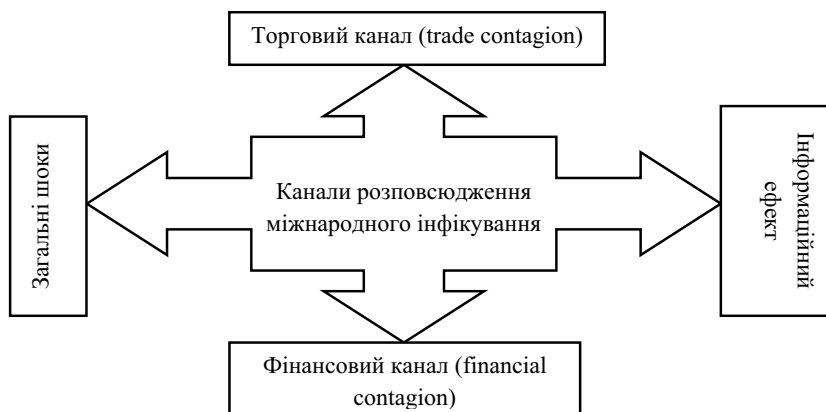 Торговий канал (trade contagion)
Загальні шоки
Канали розповсюдження
міжнародного інфікування
Інформаційний
ефект
Фінансовий канал (financial
contagion)